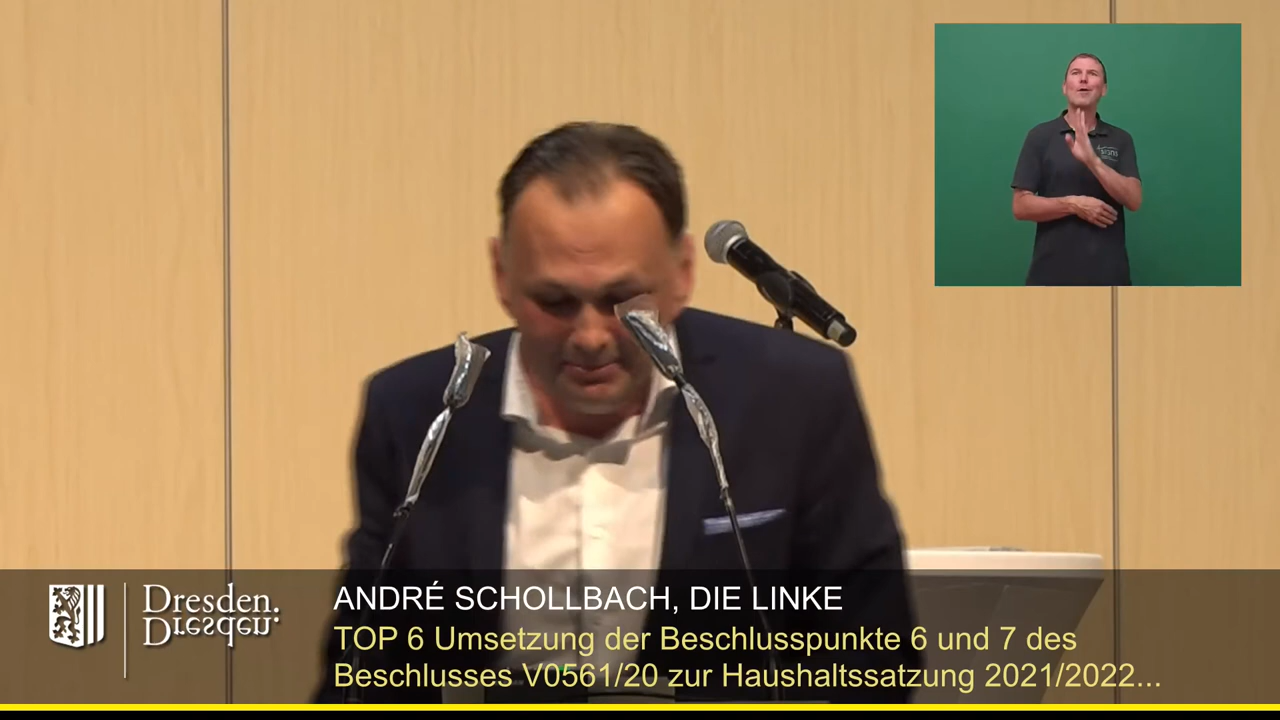 Dresden.
Dresden.
ANDRÉ SCHOLLBACH, DIE LINKE
TOP 6 Umsetzung der Beschlusspunkte 6 und 7 des
Beschlusses V0561/20 zur Haushaltssatzung 2021/2022...